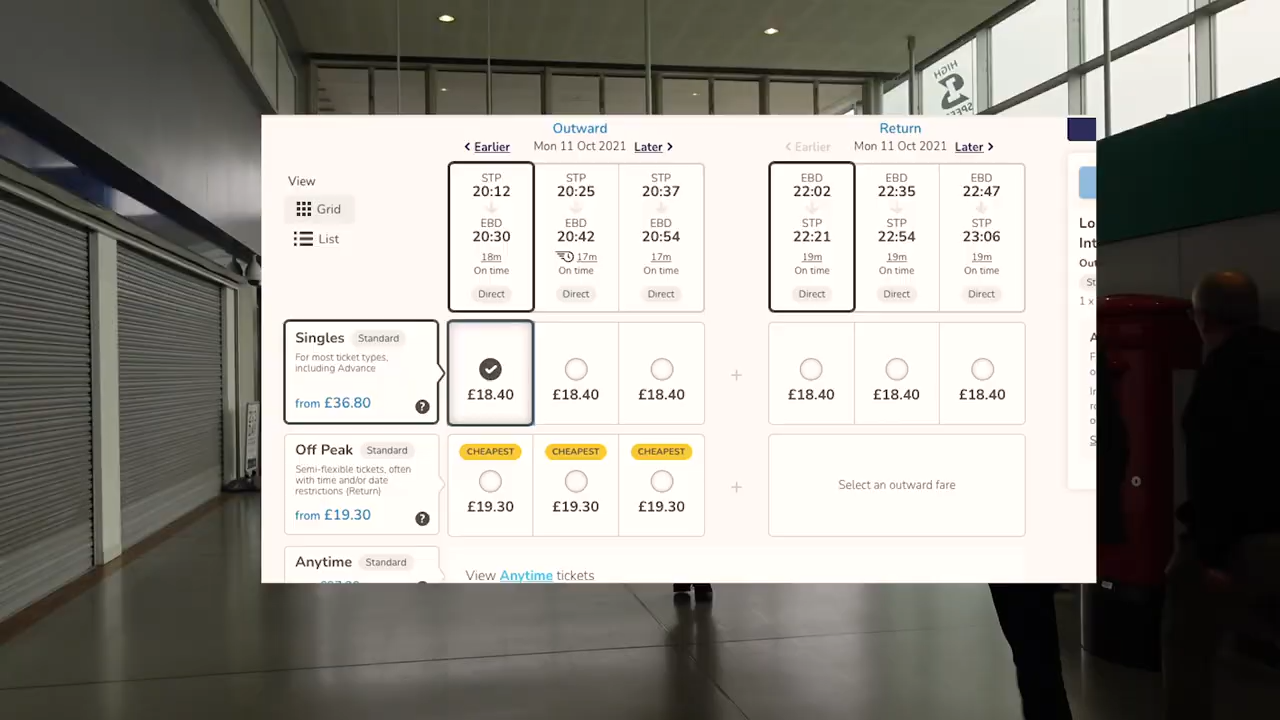 HIGH
SPEED
Outward
Return
Earlier Mon 11 Oct 2021 Later
Earlier Mon 11 Oct 2021 Later
View
Grid
List
STP
20:12
EBD
20:30
18m
On time
Direct
STP
20:25
EBD
20:42
17m
On time
Direct
STP
20:37
EBD
20:54
17m
On time
Direct
EBD
22:02
STP
22:21
19m
On time
Direct
EBD
22:35
STP
22:54
19m
On time
Direct
EBD
22:47
STP
23:06
19m
On time
Direct
Lo
Int
Out
1 x
Singles Standard
For most ticket types,
including Advance
from £36.80
?
£18.40
£18.40
£18.40
+
£18.40
£18.40
£18.40
Off Peak Standard
Semi-flexible tickets, often
with time and/or date
restrictions (Return)
from £19.30
?
CHEAPEST
£19.30
CHEAPEST
£19.30
CHEAPEST
£19.30
+
Select an outward fare
Anytime Standard
View Anytime tickets